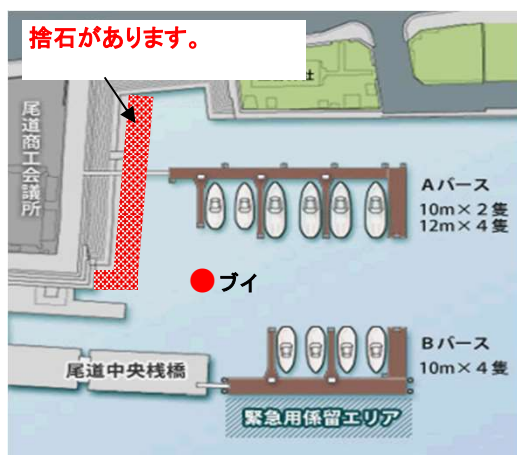 捨石があります。
尾道商工会議所
Aバース
10m×2隻
12m×4隻
ブイ
Bバース
10m×4隻
尾道中央桟橋
緊急用係留エリア